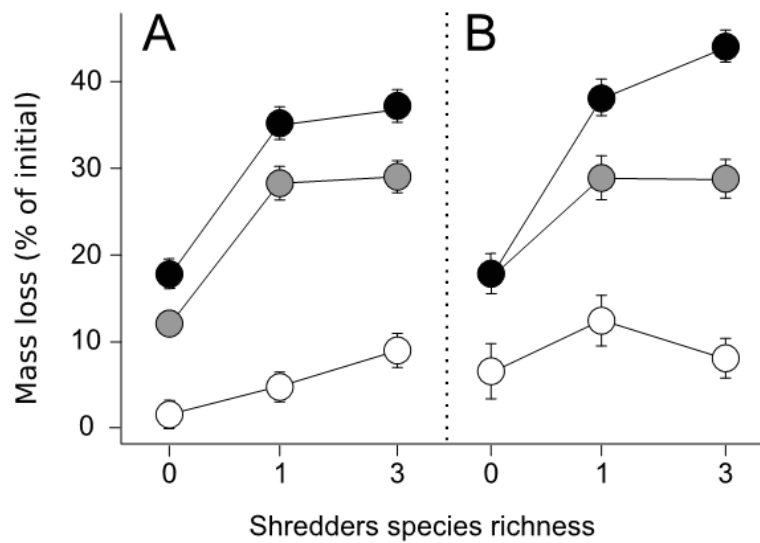 A
B
Mass loss (% of initial)
40
30
20
10
0
0 1 3 0 1 3
Shredders species richness